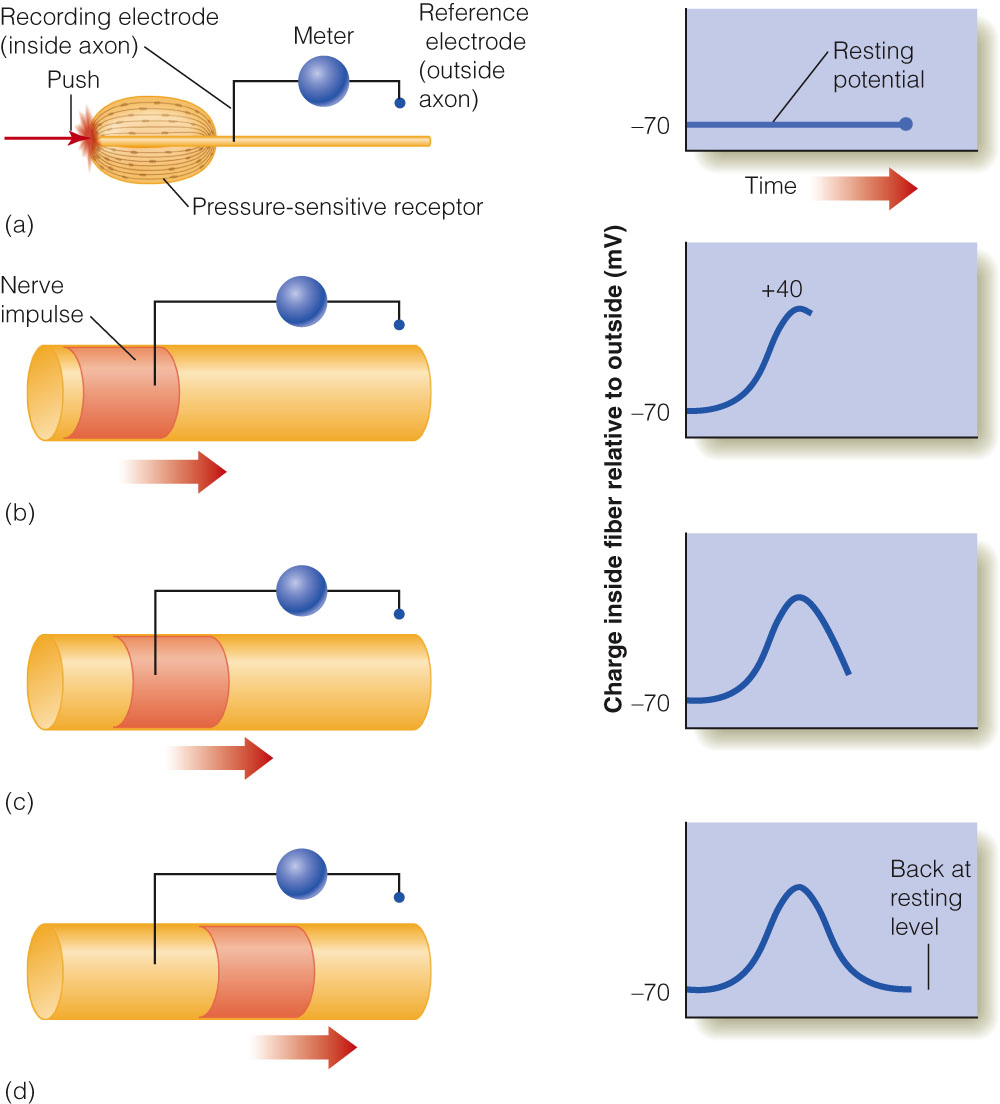 Recording electrode
(inside axon)
Meter
Reference
electrode
(outside
axon)
Push
Pressure-sensitive receptor
(a)
Resting
potential
–70
Time
Charge inside fiber relative to outside (mV)
Nerve
impulse
(b)
+40
–70
(c)
–70
(d)
Back at
resting
level
–70